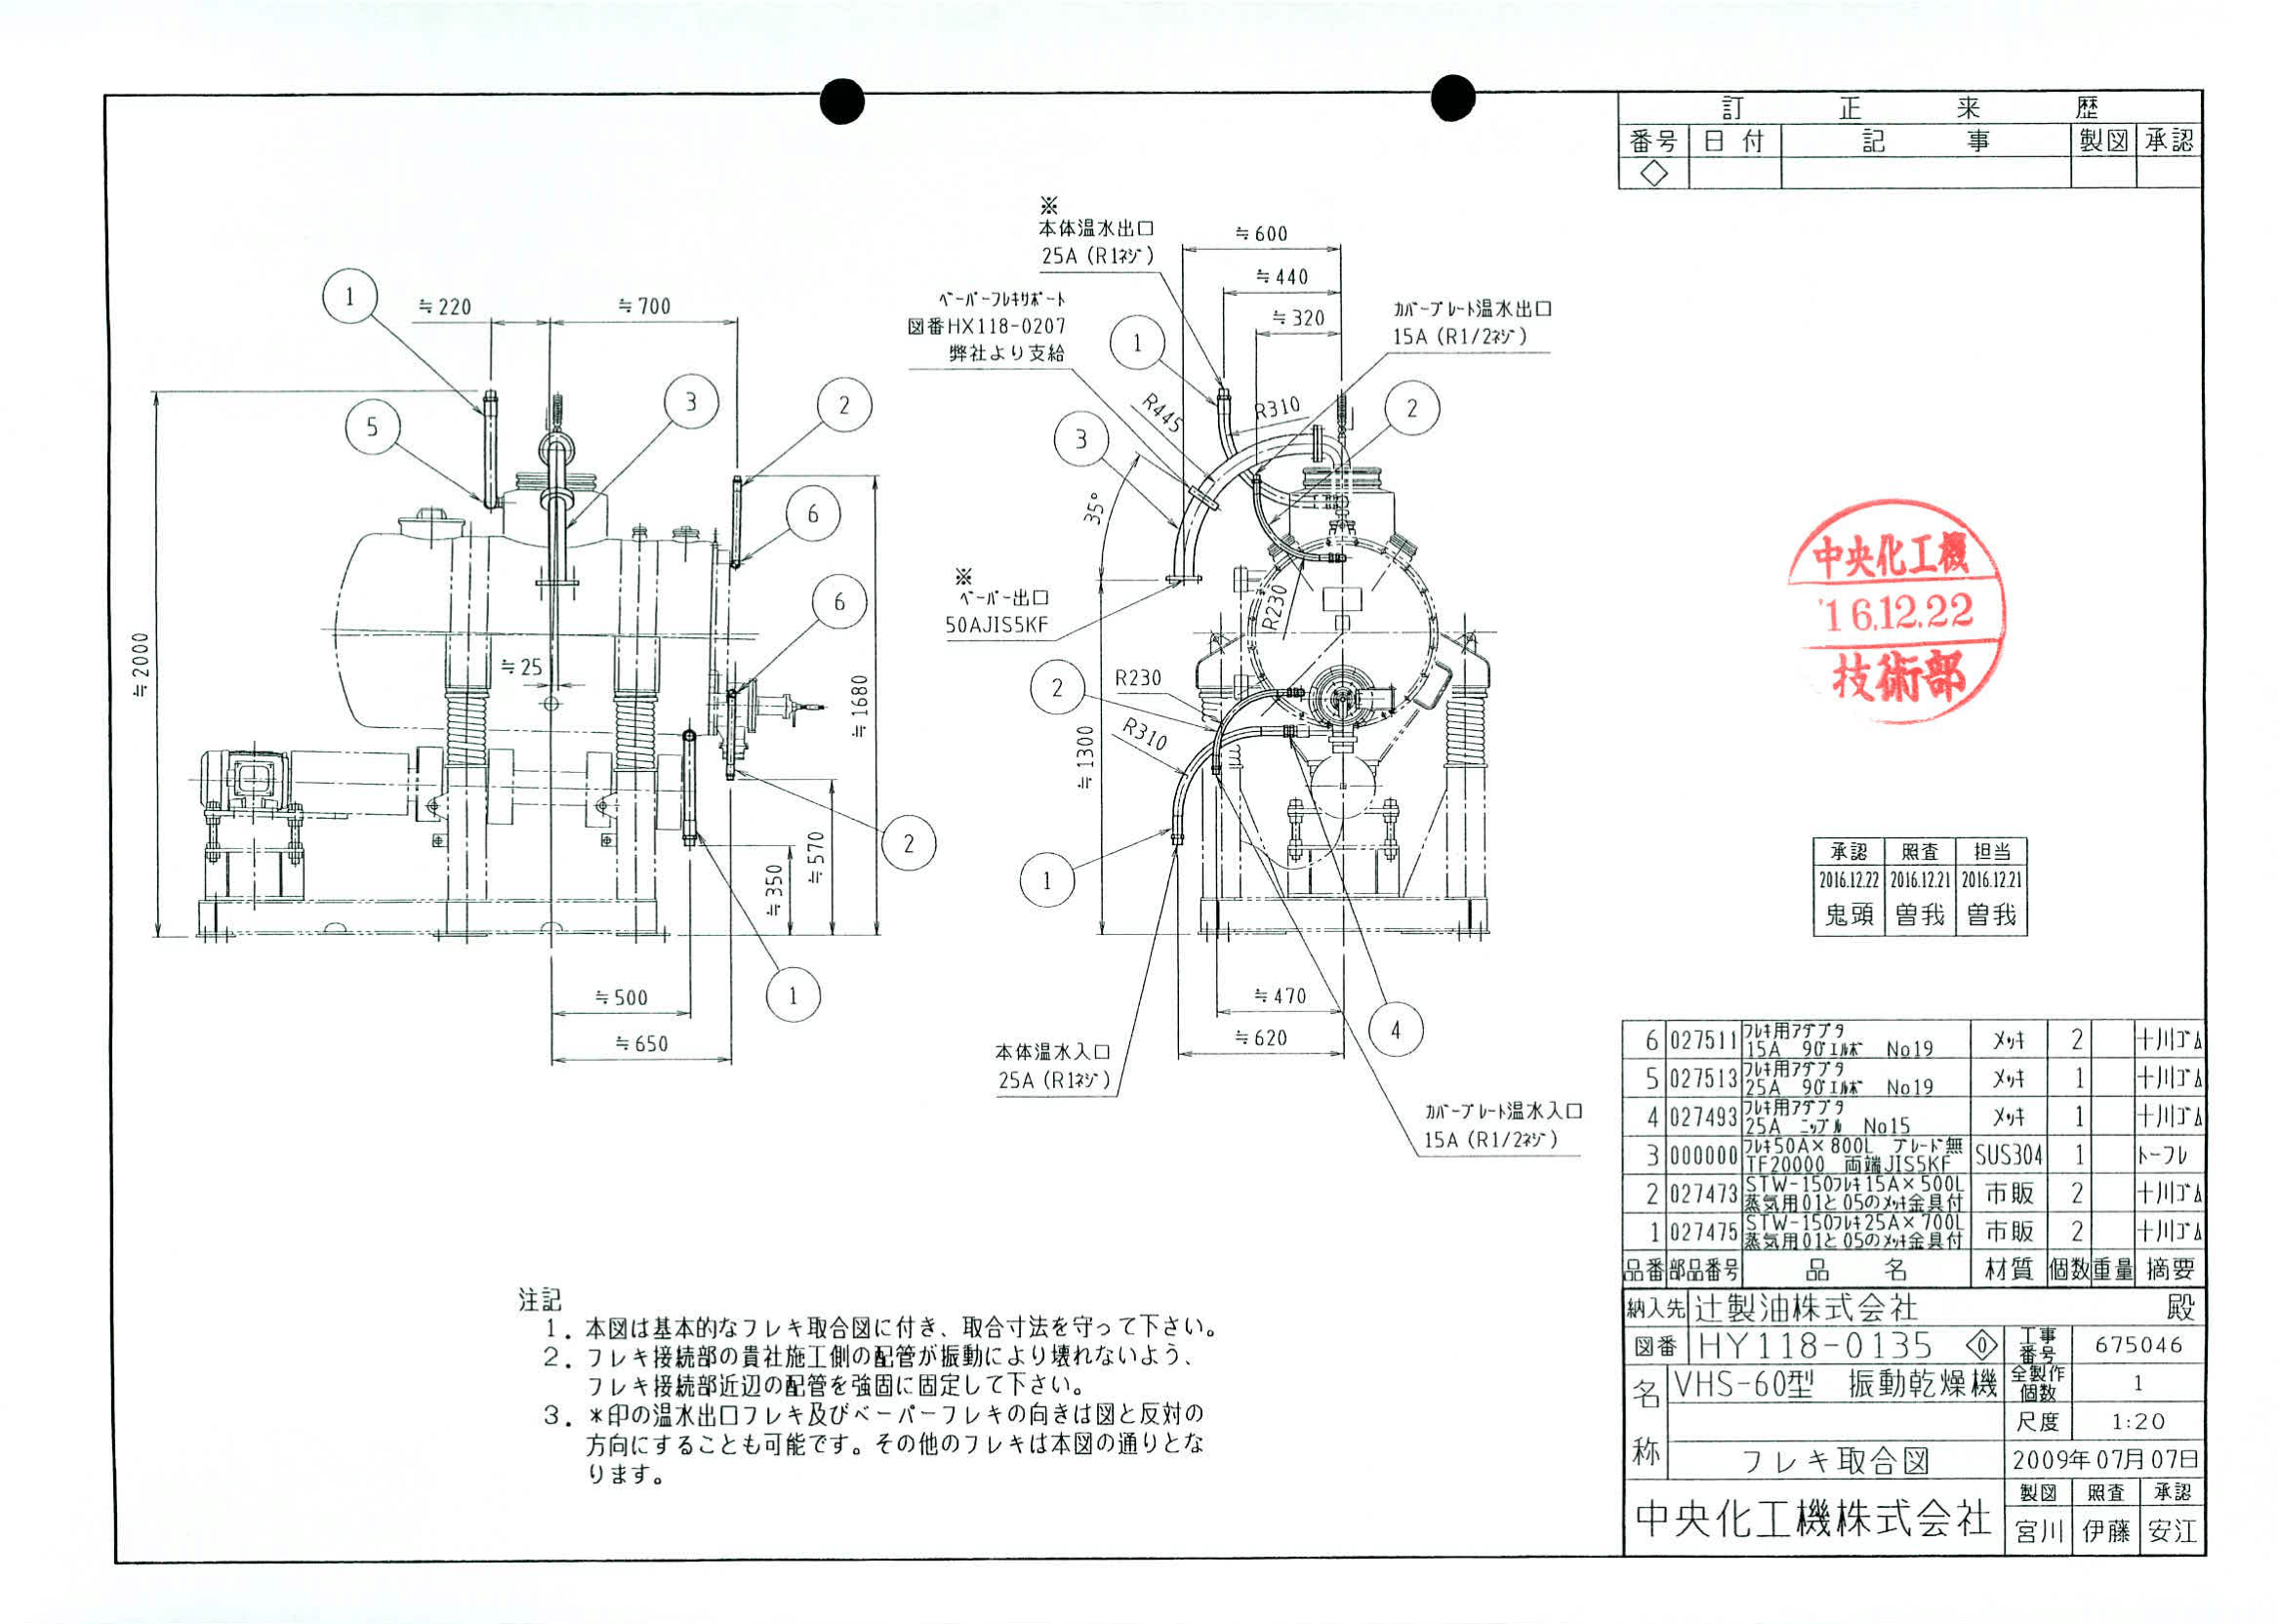 訂正来歴
番号 日付 記事 製図 承認
※
本体温水出口
25A (R1ﾈｼﾞ)
≒600
≒440
≒320
ﾍﾞｰﾊﾟｰﾌﾚｷｻﾎﾟｰﾄ
図番HX118-0207
弊社より支給
ｶﾊﾞｰﾌﾟﾚｰﾄ温水出口
15A (R1/2ﾈｼﾞ)
1
≒220
≒700
3
2
5
6
6
≒2000
≒25
≒1680
2
≒570
≒350
1
≒500
≒650
1
R445
R310
2
3
35°
※
ﾍﾞｰﾊﾟｰ出口
50AJIS5KF
R230
2
R230
R310
≒1300
1
≒470
≒620
4
本体温水入口
25A (R1ﾈｼﾞ)
ｶﾊﾞｰﾌﾟﾚｰﾄ温水入口
15A (R1/2ﾈｼﾞ)
中央化工機
'16.12.22
技術部
承認 照査 担当
2016.12.22 2016.12.21 2016.12.21
鬼頭 曽我 曽我
6 027511 ﾌﾚｷ用ｱﾀﾞﾌﾟﾀ 15A 90°ｴﾙﾎﾞ No19 ﾒｯｷ 2 十川ｺﾞﾑ
5 027513 ﾌﾚｷ用ｱﾀﾞﾌﾟﾀ 25A 90°ｴﾙﾎﾞ No19 ﾒｯｷ 1 十川ｺﾞﾑ
4 027493 ﾌﾚｷ用ｱﾀﾞﾌﾟﾀ 25A ﾆｯﾌﾟﾙ No15 ﾒｯｷ 1 十川ｺﾞﾑ
3 000000 ﾌﾚｷ50A×800L ﾌﾞﾚｰﾄﾞ無 TF20000 両端JIS5KF SUS304 1 ﾄｰﾌﾚ
2 027473 STW-150ﾌﾚｷ15A×500L 蒸気用01と05のﾒｯｷ金具付 市販 2 十川ｺﾞﾑ
1 027475 STW-150ﾌﾚｷ25A×700L 蒸気用01と05のﾒｯｷ金具付 市販 2 十川ｺﾞﾑ
品番 部品番号 品名 材質 個数 重量 摘要
納入先 辻製油株式会社 殿
図番 HY118-0135 0 工事番号 675046
名称 VHS-60型 振動乾燥機 全製作個数 1
尺度 1:20
フレキ取合図 2009年07月07日
中央化工機株式会社
製図 照査 承認
宮川 伊藤 安江
注記
1. 本図は基本的なフレキ取合図に付き、取合寸法を守って下さい。
2. フレキ接続部の貴社施工側の配管が振動により壊れないよう、
フレキ接続部近辺の配管を強固に固定して下さい。
3. *印の温水出口フレキ及びベーパーフレキの向きは図と反対の
方向にすることも可能です。その他のフレキは本図の通りとな
ります。